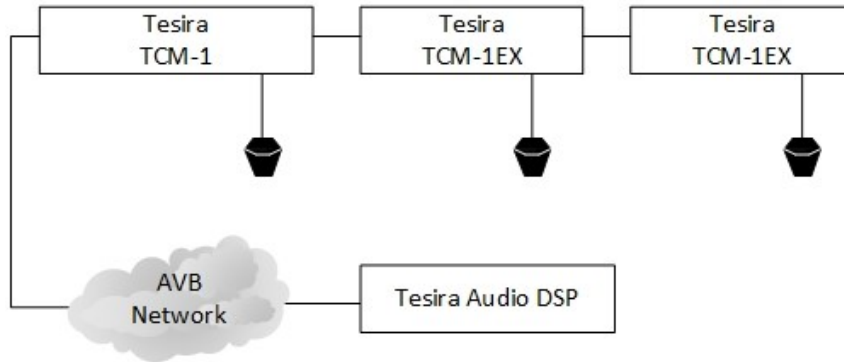 Tesira
TCM-1
Tesira
TCM-1EX
Tesira
TCM-1EX
AVB
Network
Tesira Audio DSP